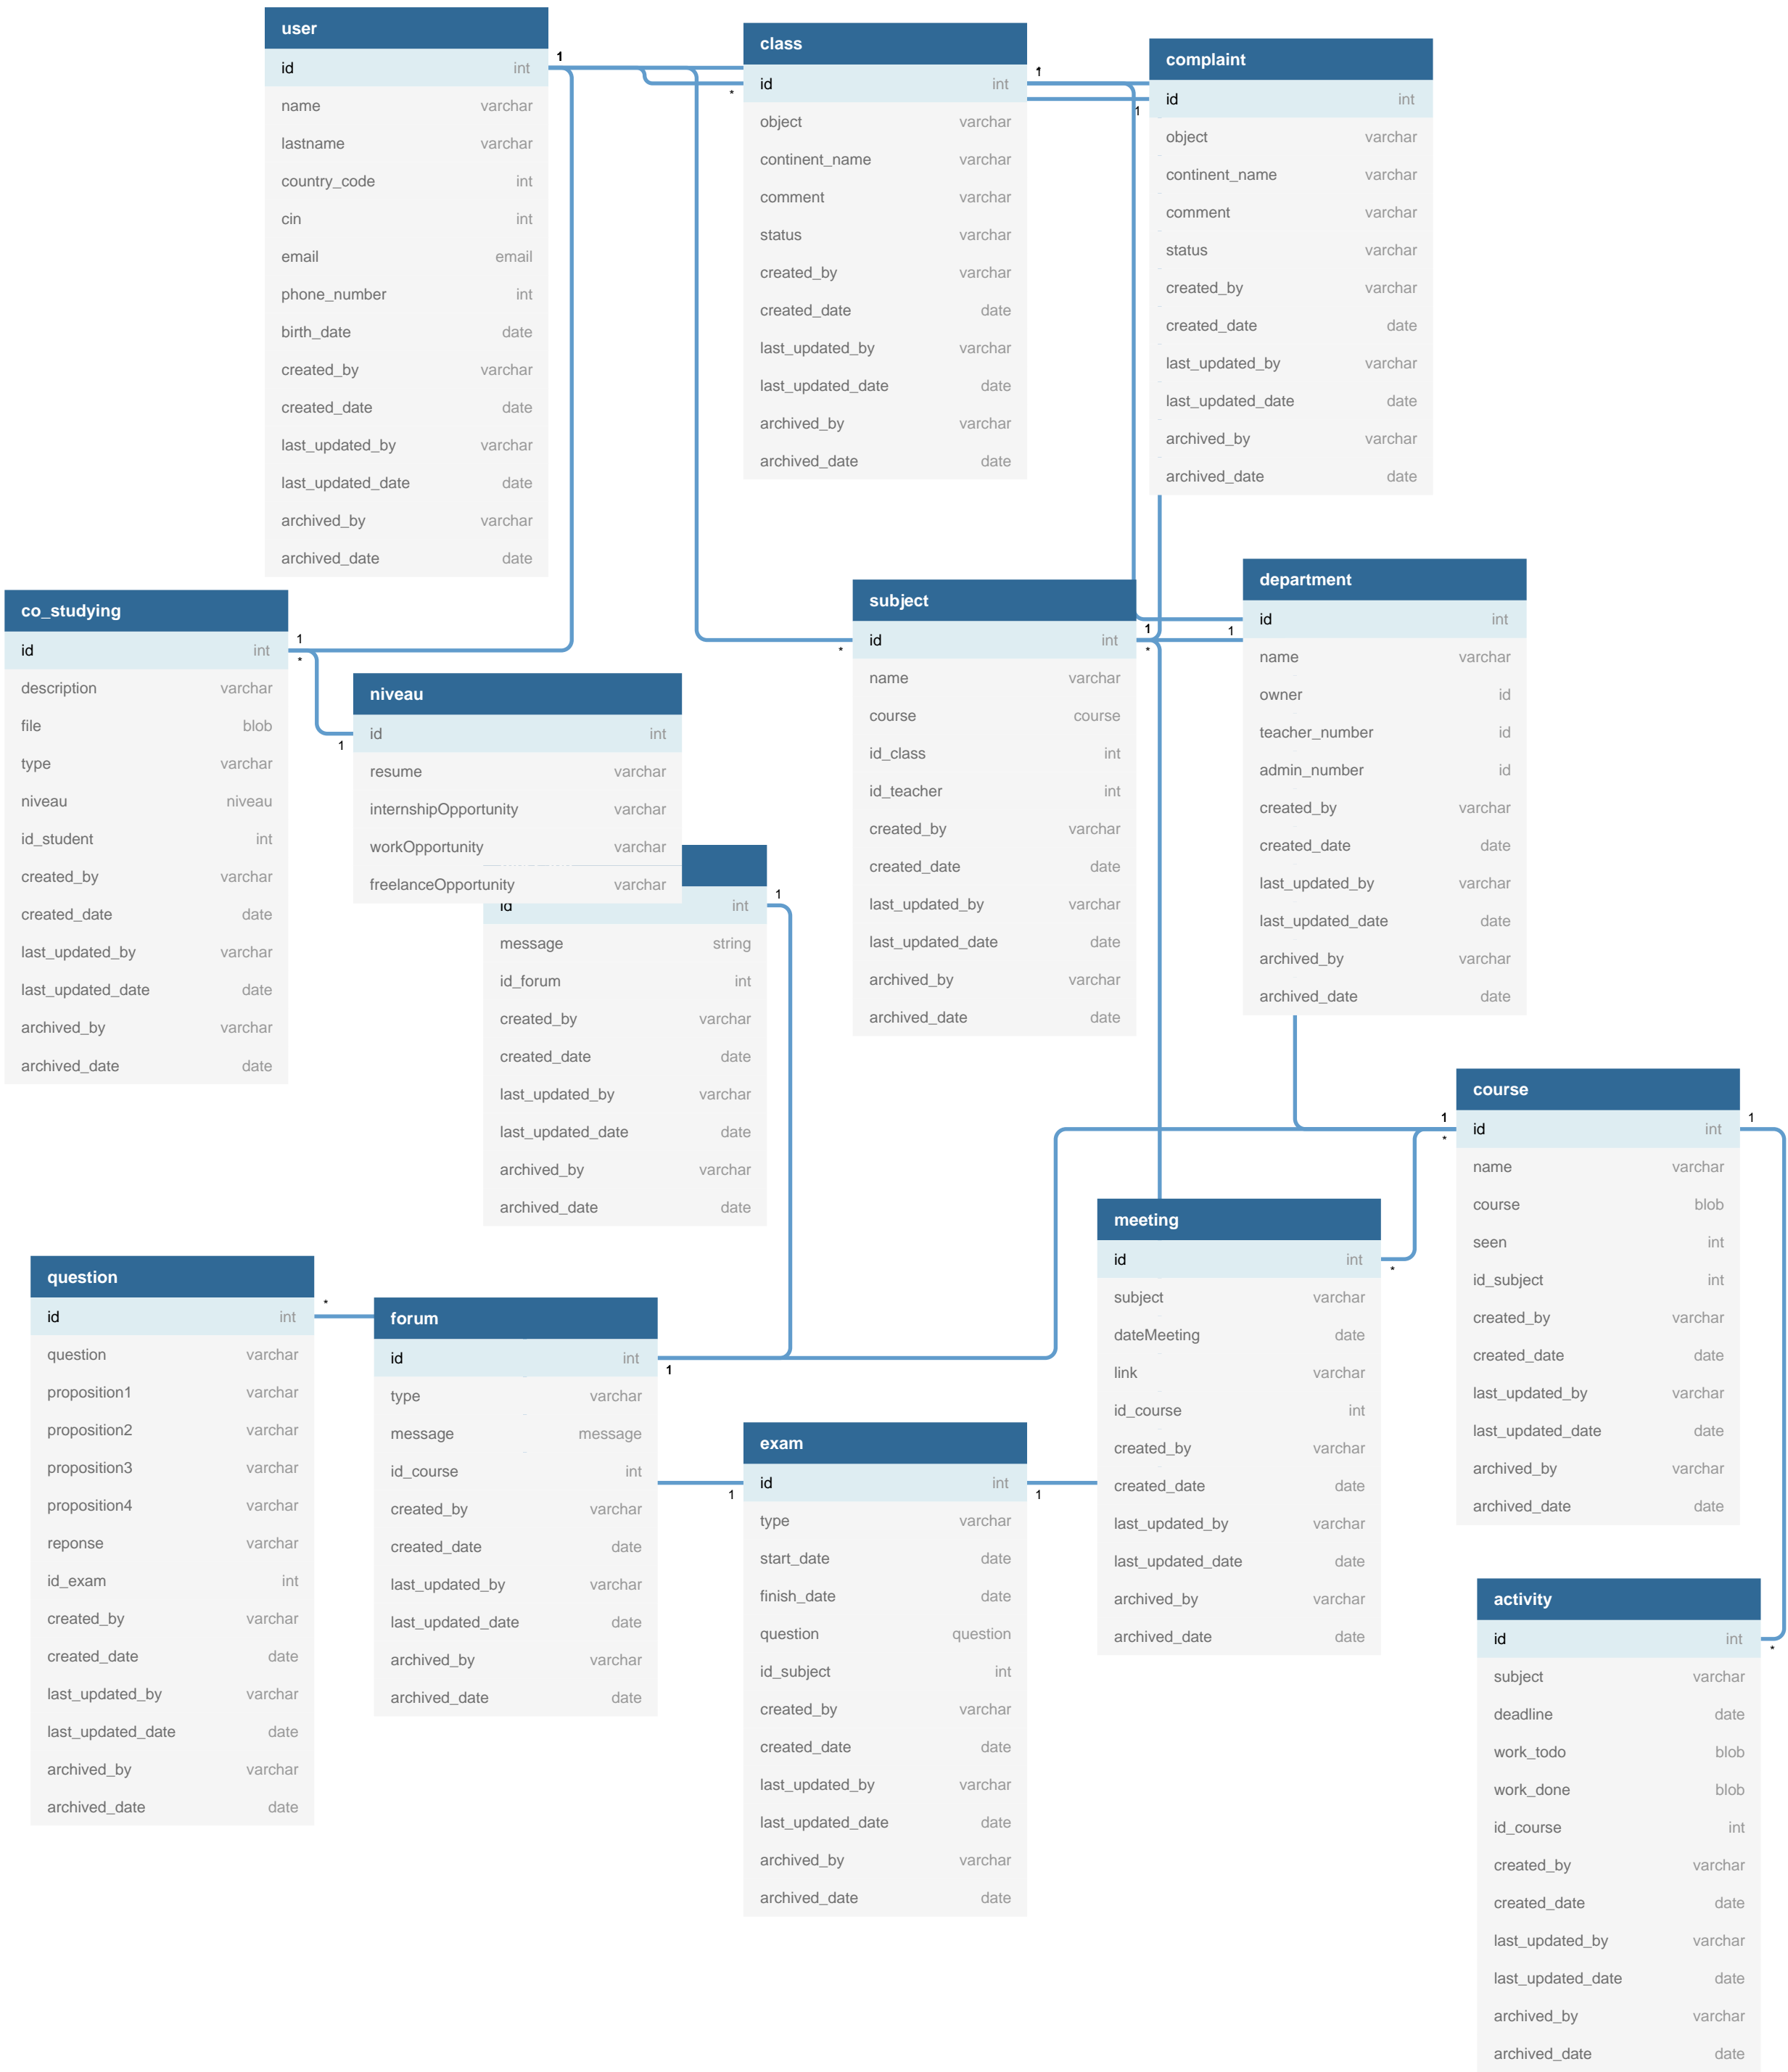 user
id int
name varchar
lastname varchar
country_code int
cin int
email email
phone_number int
birth_date date
created_by varchar
created_date date
last_updated_by varchar
last_updated_date date
archived_by varchar
archived_date date
1
*
class
id int
object varchar
continent_name varchar
comment varchar
status varchar
created_by varchar
created_date date
last_updated_by varchar
last_updated_date date
archived_by varchar
archived_date date
1
1
complaint
id int
object varchar
continent_name varchar
comment varchar
status varchar
created_by varchar
created_date date
last_updated_by varchar
last_updated_date date
archived_by varchar
archived_date date
co_studying
id int
description varchar
file blob
type varchar
niveau niveau
id_student int
created_by varchar
created_date date
last_updated_by varchar
last_updated_date date
archived_by varchar
archived_date date
1
*
1
niveau
id int
resume varchar
internshipOpportunity varchar
workOpportunity varchar
freelanceOpportunity varchar
id int
message string
id_forum int
created_by varchar
created_date date
last_updated_by varchar
last_updated_date date
archived_by varchar
archived_date date
1
*
subject
id int
name varchar
course course
id_class int
id_teacher int
created_by varchar
created_date date
last_updated_by varchar
last_updated_date date
archived_by varchar
archived_date date
1
*
1
department
id int
name varchar
owner id
teacher_number id
admin_number id
created_by varchar
created_date date
last_updated_by varchar
last_updated_date date
archived_by varchar
archived_date date
1
*
course
id int
name varchar
course blob
seen int
id_subject int
created_by varchar
created_date date
last_updated_by varchar
last_updated_date date
archived_by varchar
archived_date date
1
question
id int
question varchar
proposition1 varchar
proposition2 varchar
proposition3 varchar
proposition4 varchar
reponse varchar
id_exam int
created_by varchar
created_date date
last_updated_by varchar
last_updated_date date
archived_by varchar
archived_date date
*
forum
id int
type varchar
message message
id_course int
created_by varchar
created_date date
last_updated_by varchar
last_updated_date date
archived_by varchar
archived_date date
1
1
exam
id int
type varchar
start_date date
finish_date date
question question
id_subject int
created_by varchar
created_date date
last_updated_by varchar
last_updated_date date
archived_by varchar
archived_date date
1
meeting
id int
subject varchar
dateMeeting date
link varchar
id_course int
created_by varchar
created_date date
last_updated_by varchar
last_updated_date date
archived_by varchar
archived_date date
*
activity
id int
subject varchar
deadline date
work_todo blob
work_done blob
id_course int
created_by varchar
created_date date
last_updated_by varchar
last_updated_date date
archived_by varchar
archived_date date
*